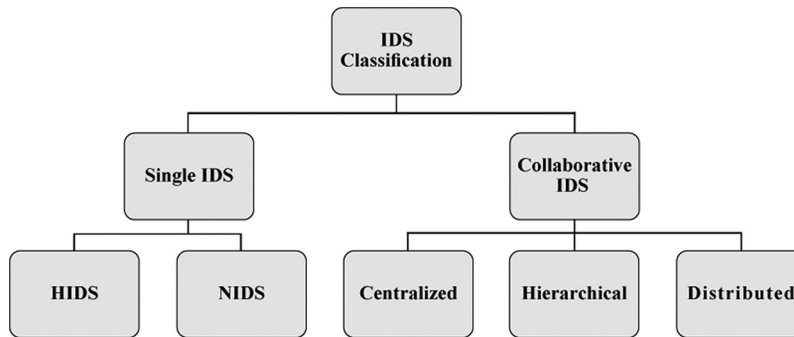 IDS
Classification
Single IDS
Collaborative
IDS
HIDS
NIDS
Centralized
Hierarchical
Distributed